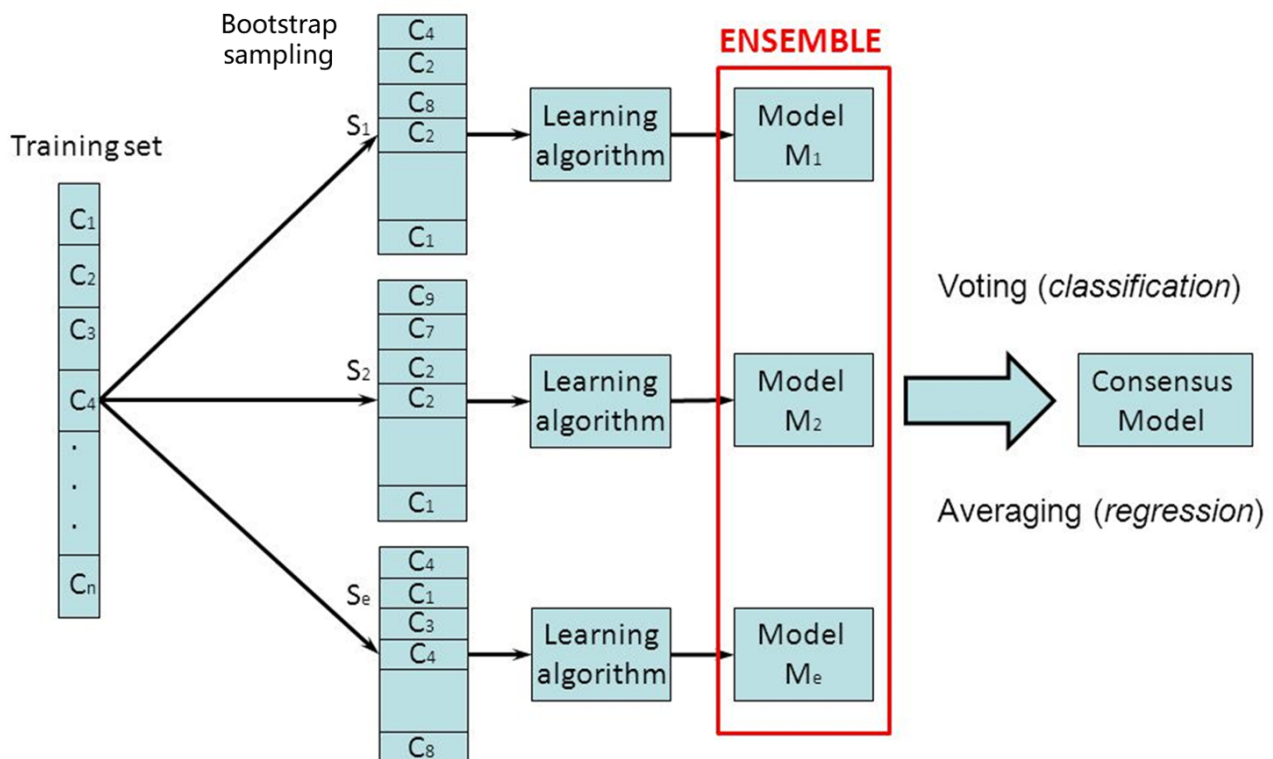 Bootstrap
sampling
ENSEMBLE
Training set
C₁
C₂
C₃
C₄
.
.
.
Cₙ
S₁
C₄
C₂
C₈
C₂
C₁
Learning
algorithm
Model
M₁
S₂
C₉
C₇
C₂
C₂
C₁
Learning
algorithm
Model
M₂
Sₑ
C₄
C₁
C₃
C₄
C₈
Learning
algorithm
Model
Mₑ
Voting (classification)
Consensus
Model
Averaging (regression)